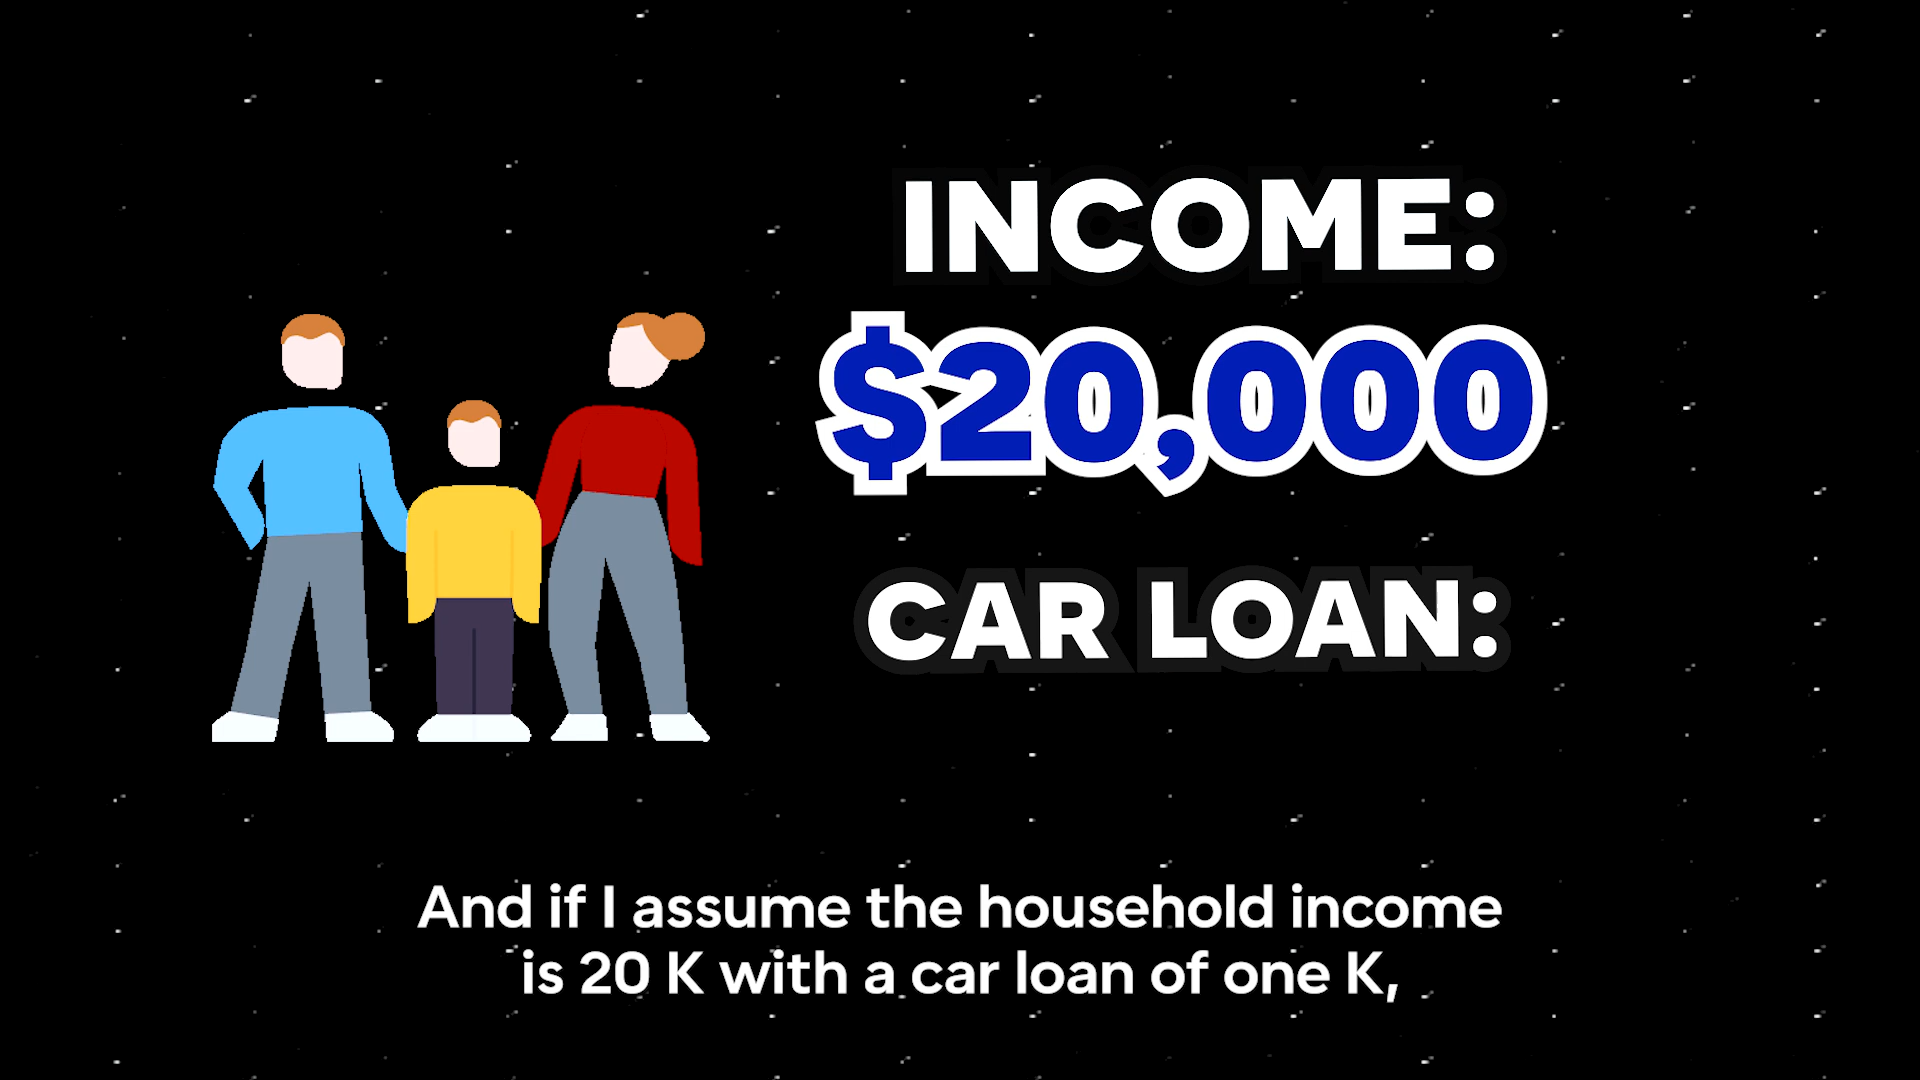 INCOME:
$20,000
CAR LOAN:
And if I assume the household income
is 20 K with a car loan of one K,